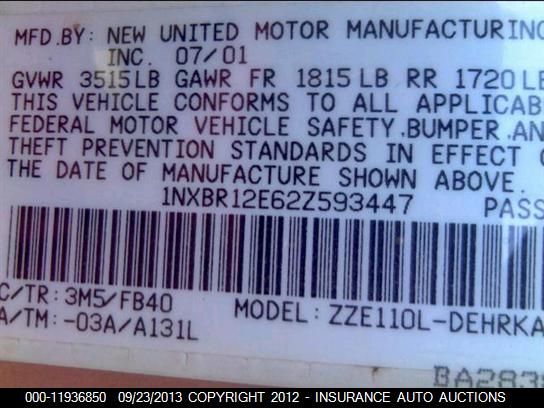 MFD.BY: NEW UNITED MOTOR MANUFACTURING
INC. 07/01
GVWR 3515LB GAWR FR 1815LB RR 1720LB
THIS VEHICLE CONFORMS TO ALL APPLICAB
FEDERAL MOTOR VEHICLE SAFETY,BUMPER,AN
THEFT PREVENTION STANDARDS IN EFFECT O
THE DATE OF MANUFACTURE SHOWN ABOVE.
1NXBR12E62Z593447 PASS
C/TR: 3M5/FB40
MODEL: ZZE110L-DEHRKA
A/TM: -03A/A131L
000-11936850 09/23/2013 COPYRIGHT 2012 - INSURANCE AUTO AUCTIONS